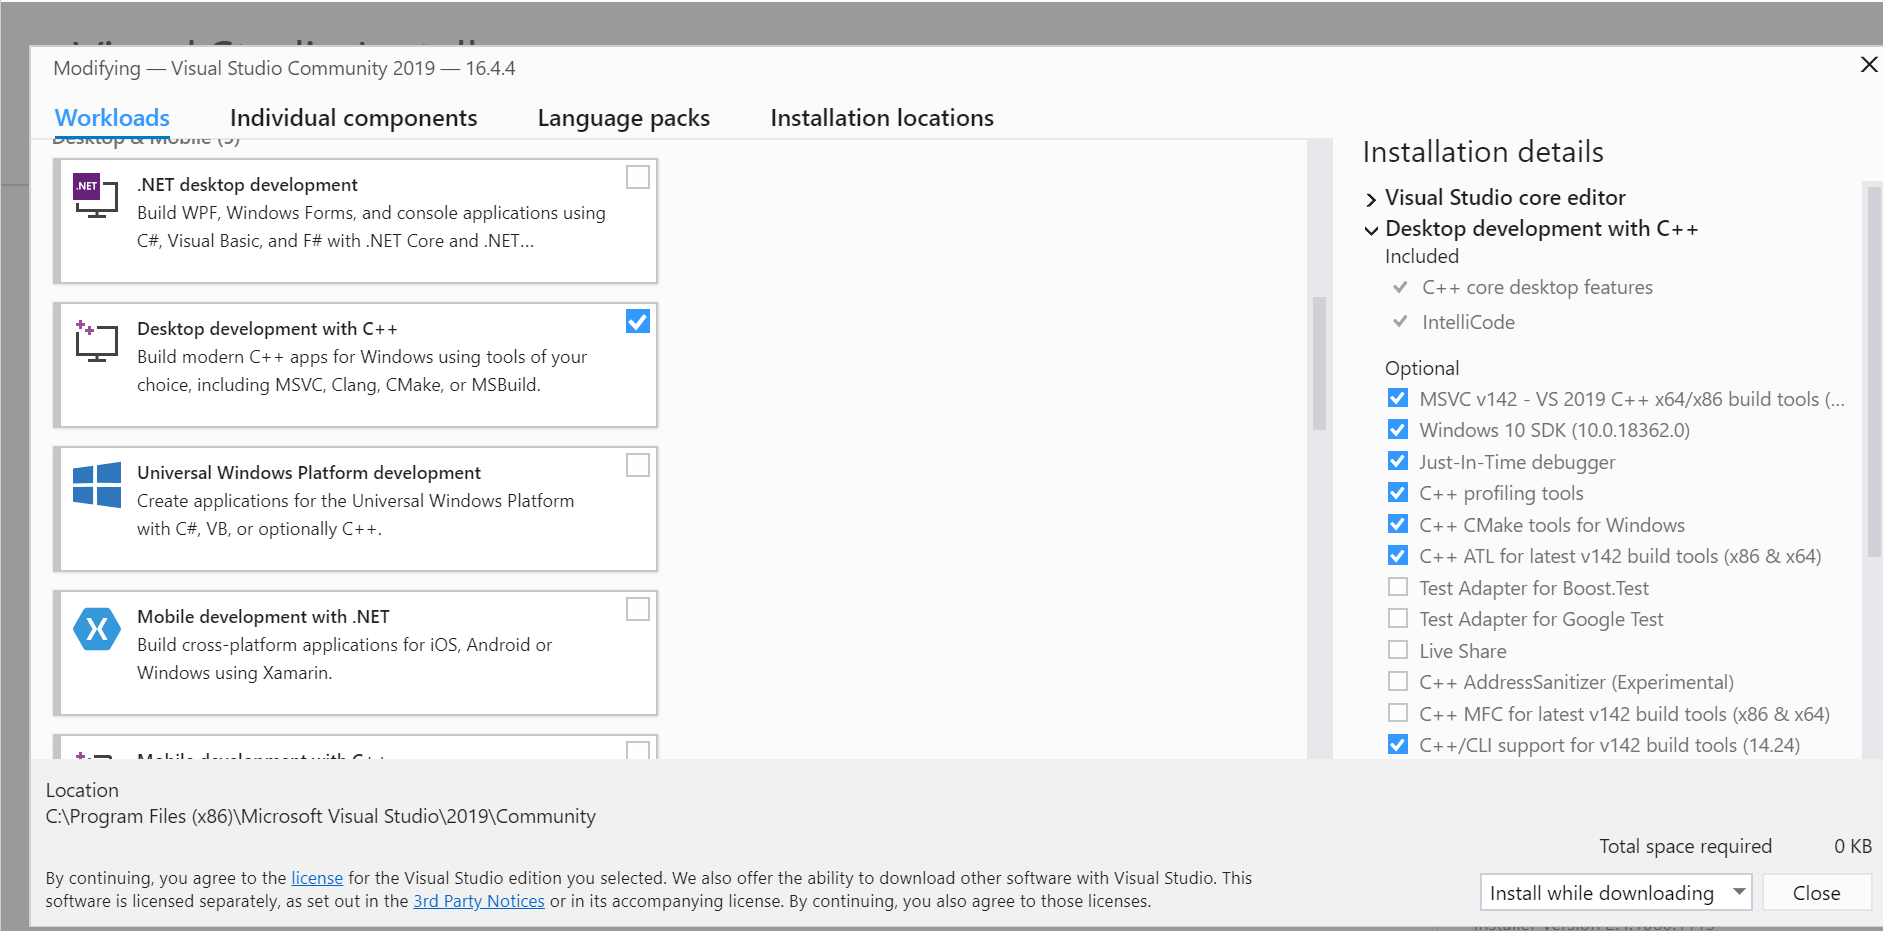 Visual Studio Install
Modifying — Visual Studio Community 2019 — 16.4.4
Workloads
Individual components
Language packs
Installation locations
Desktop & Mobile (5)
.NET
.NET desktop development
Build WPF, Windows Forms, and console applications using
C#, Visual Basic, and F# with .NET Core and .NET...
Desktop development with C++
Build modern C++ apps for Windows using tools of your
choice, including MSVC, Clang, CMake, or MSBuild.
Universal Windows Platform development
Create applications for the Universal Windows Platform
with C#, VB, or optionally C++.
Mobile development with .NET
Build cross-platform applications for iOS, Android or
Windows using Xamarin.
Mobile development with C++
Installation details
Visual Studio core editor
Desktop development with C++
Included
C++ core desktop features
IntelliCode
Optional
MSVC v142 - VS 2019 C++ x64/x86 build tools (...
Windows 10 SDK (10.0.18362.0)
Just-In-Time debugger
C++ profiling tools
C++ CMake tools for Windows
C++ ATL for latest v142 build tools (x86 & x64)
Test Adapter for Boost.Test
Test Adapter for Google Test
Live Share
C++ AddressSanitizer (Experimental)
C++ MFC for latest v142 build tools (x86 & x64)
C++/CLI support for v142 build tools (14.24)
Location
C:\Program Files (x86)\Microsoft Visual Studio\2019\Community
Total space required 0 KB
By continuing, you agree to the license for the Visual Studio edition you selected. We also offer the ability to download other software with Visual Studio. This
software is licensed separately, as set out in the 3rd Party Notices or in its accompanying license. By continuing, you also agree to those licenses.
Install while downloading
Close